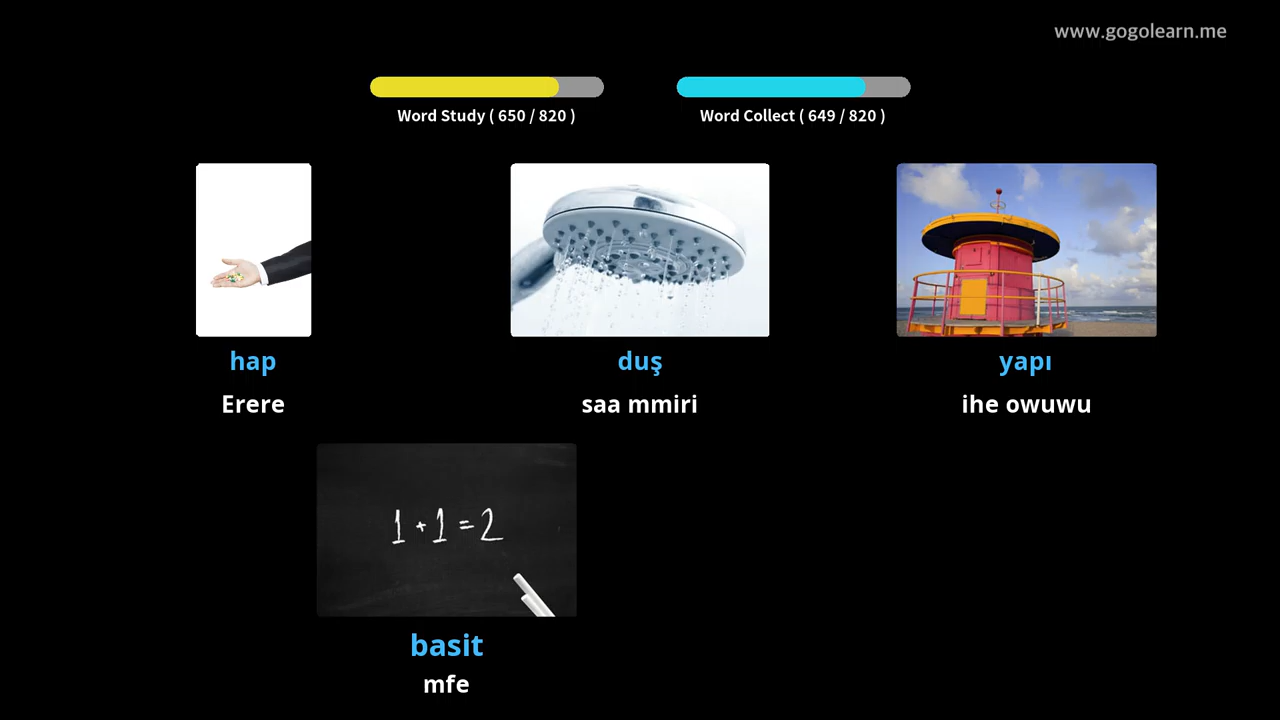 www.gogolearn.me
Word Study ( 650 / 820 )
Word Collect ( 649 / 820 )
hap
duş
yapı
Erere
saa mmiri
ihe owuwu
1 + 1 = 2
basit
mfe